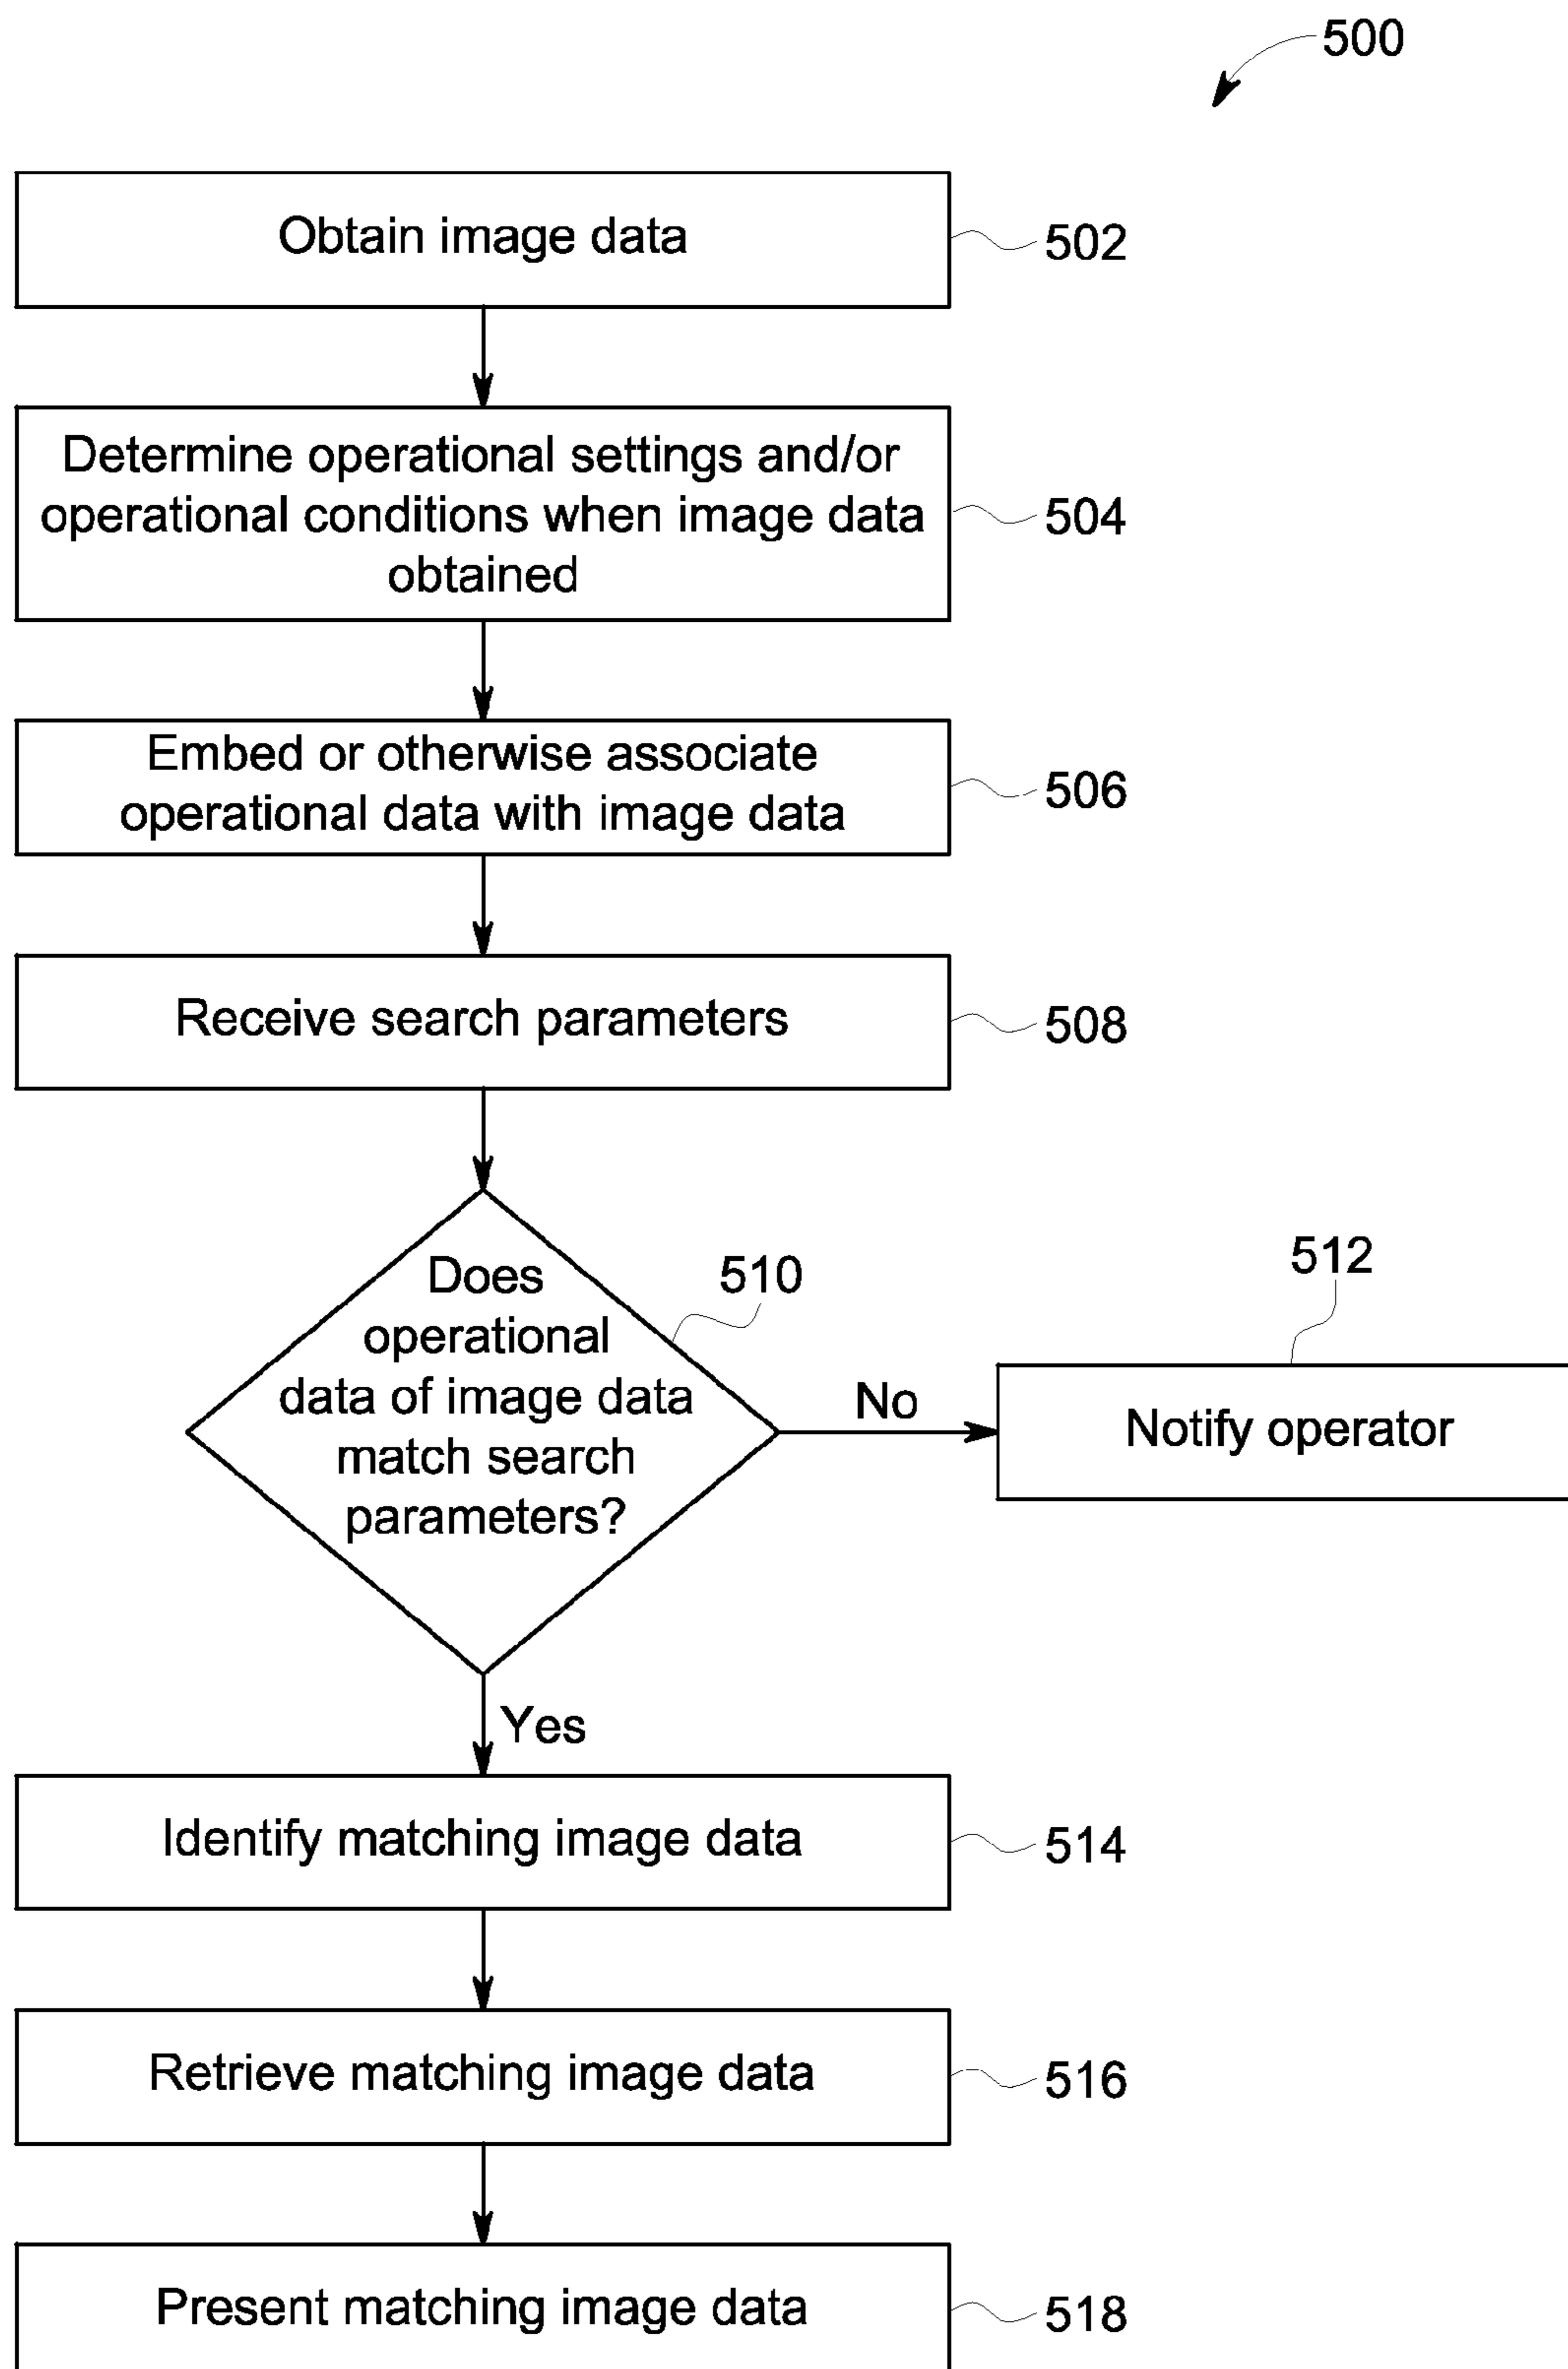 500
Obtain image data
502
Determine operational settings and/or
operational conditions when image data
obtained
504
Embed or otherwise associate
operational data with image data
506
Receive search parameters
508
Does
operational
data of image data
match search
parameters?
510
No
512
Notify operator
Yes
Identify matching image data
514
Retrieve matching image data
516
Present matching image data
518